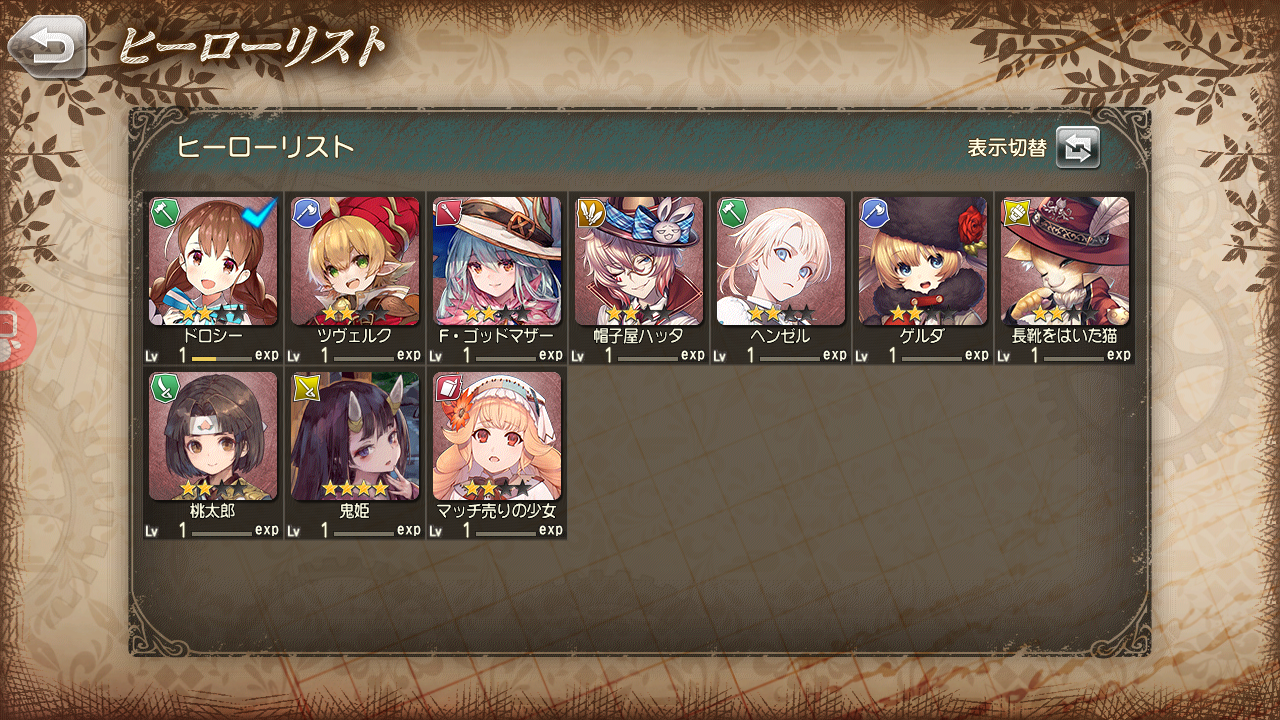 ヒーローリスト
ヒーローリスト
表示切替
ドロシー
Lv 1 exp
ツヴェルク
Lv 1 exp
F・ゴッドマザー
Lv 1 exp
帽子屋ハッタ
Lv 1 exp
ヘンゼル
Lv 1 exp
ゲルダ
Lv 1 exp
長靴をはいた猫
Lv 1 exp
桃太郎
Lv 1 exp
鬼姫
Lv 1 exp
マッチ売りの少女
Lv 1 exp